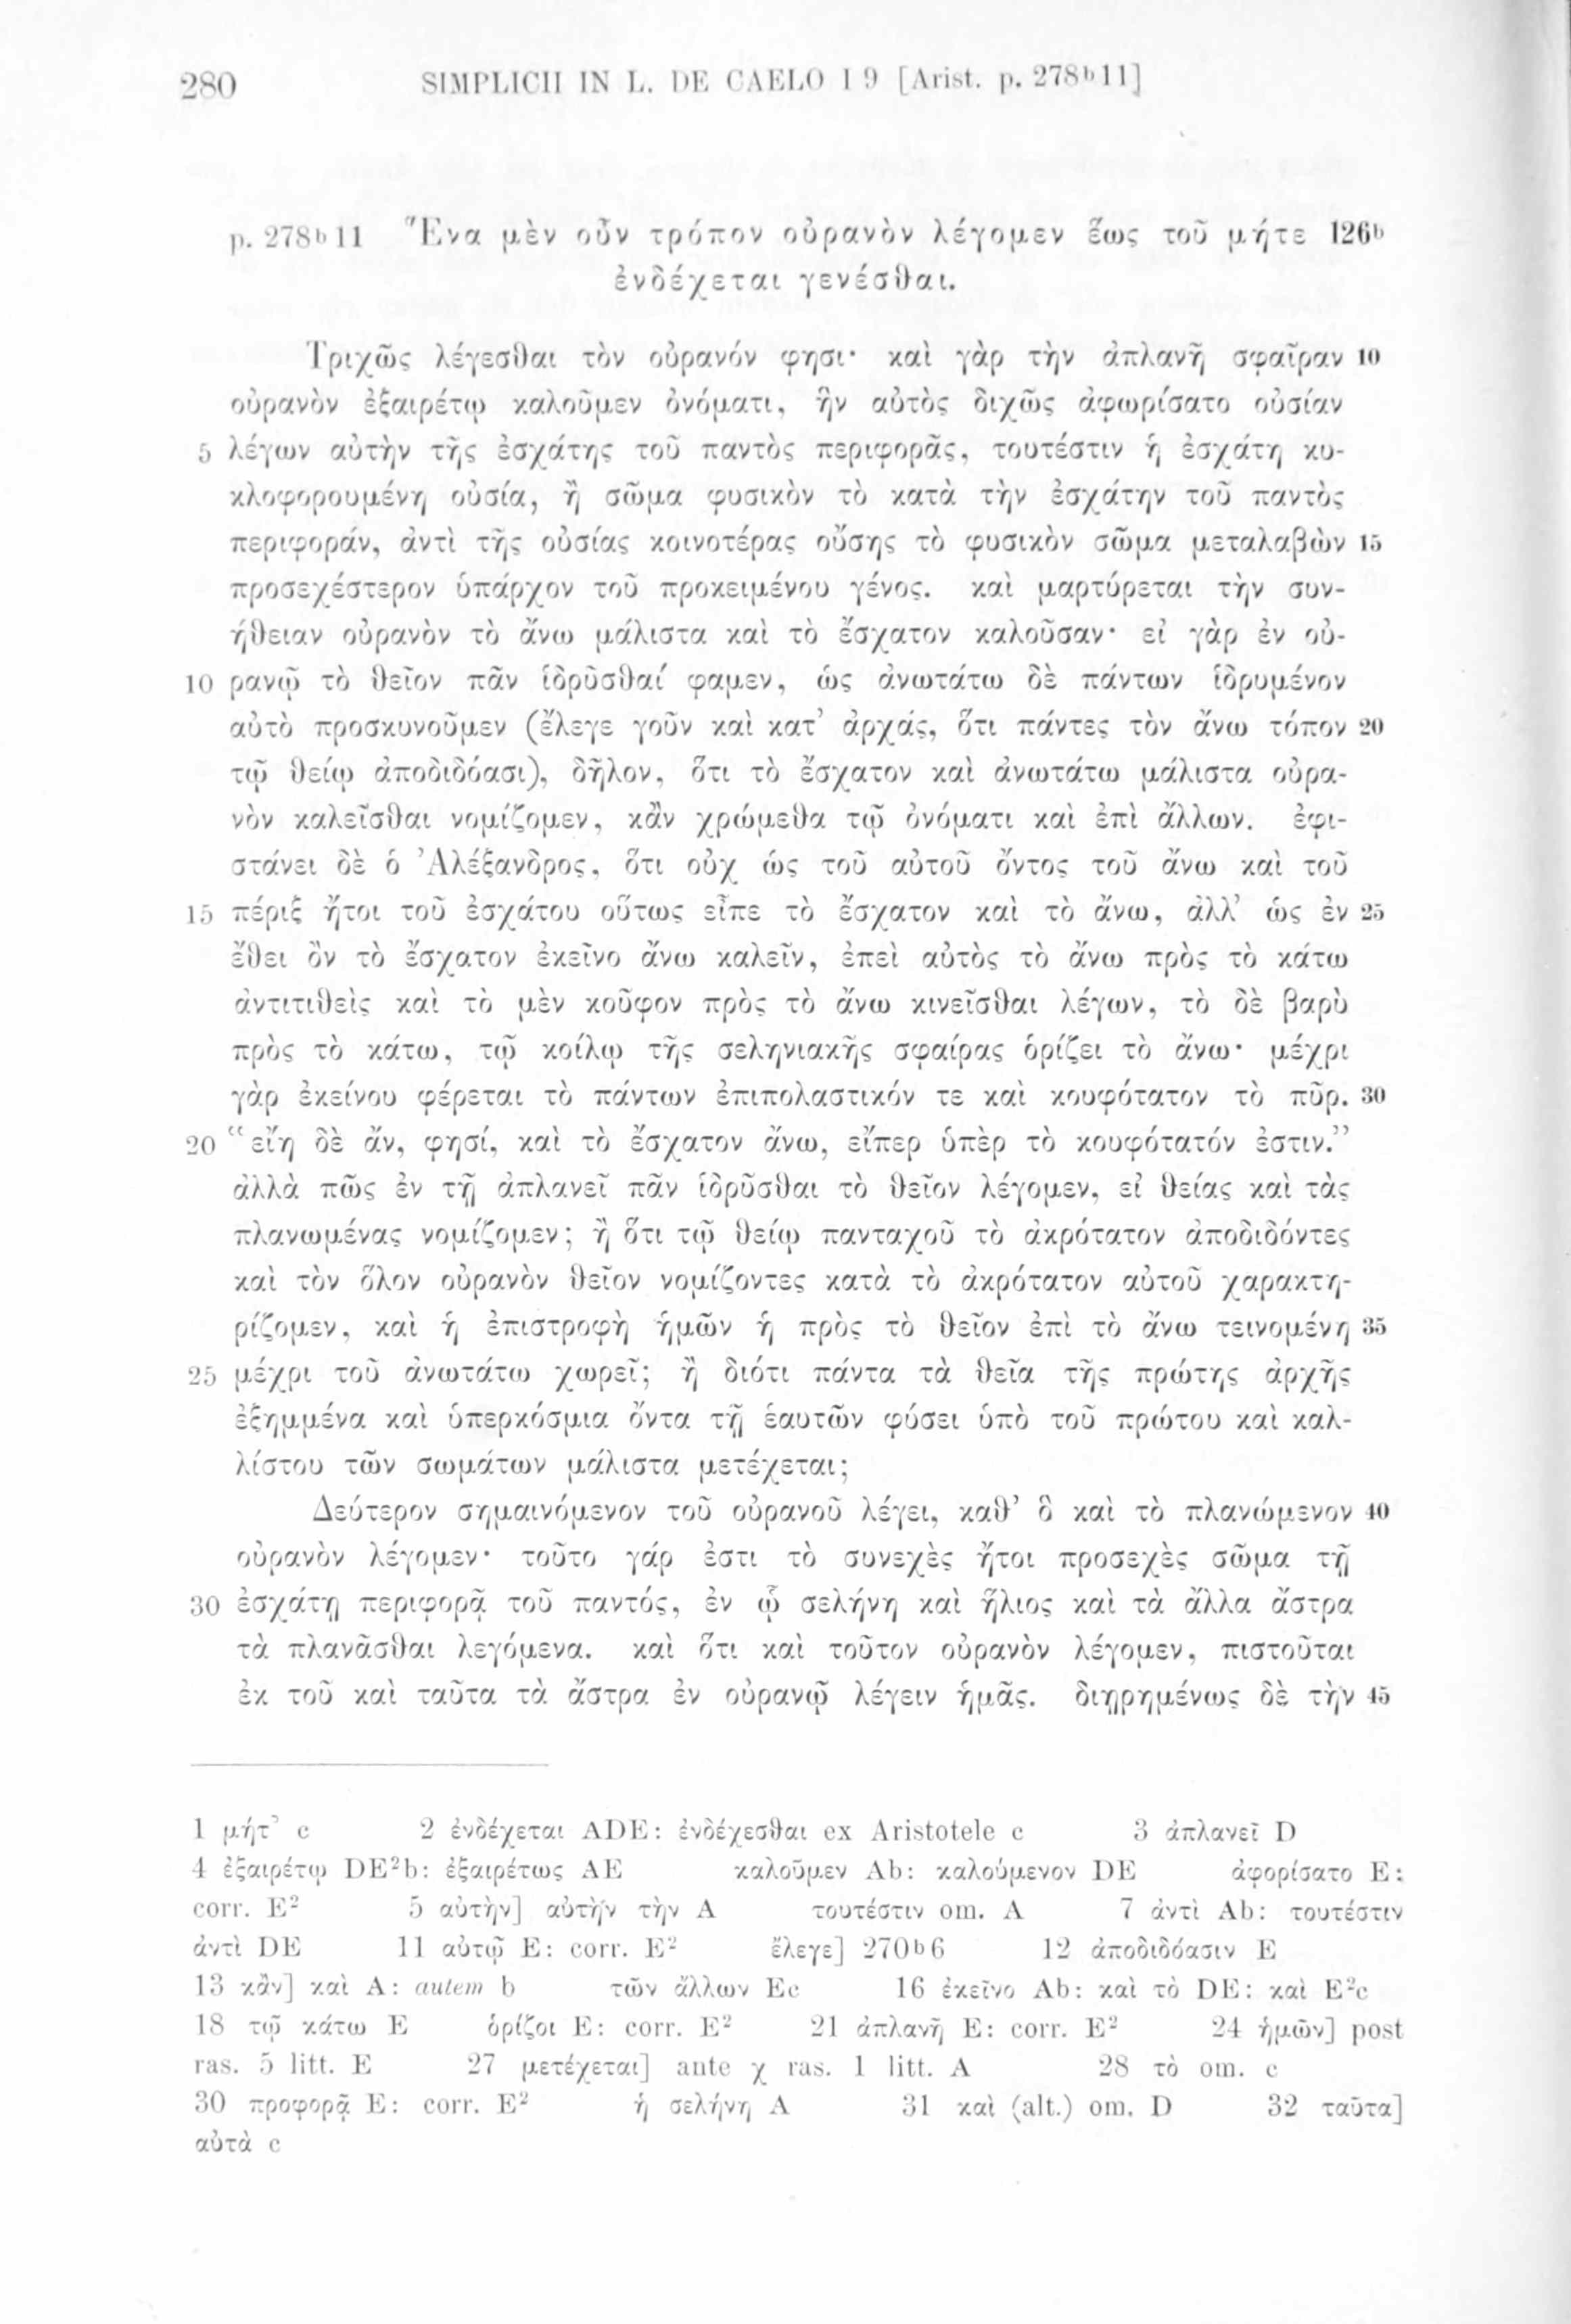 280 SIMPLICII IN L. DE CAELO I 9 [Arist. p. 278ᵇ11]
p. 278ᵇ11 Ἕνα μὲν οὖν τρόπον οὐρανὸν λέγομεν ἕως τοῦ μήτε 126ᵇ
ἐνδέχεται γενέσθαι.
Τριχῶς λέγεσθαι τὸν οὐρανόν φησι· καὶ γὰρ τὴν ἀπλανῆ σφαῖραν 10
οὐρανὸν ἐξαιρέτῳ καλοῦμεν ὀνόματι, ἣν αὐτὸς διχῶς ἀφωρίσατο οὐσίαν
5 λέγων αὐτὴν τῆς ἐσχάτης τοῦ παντὸς περιφορᾶς, τουτέστιν ἡ ἐσχάτη κυ-
κλοφορουμένη οὐσία, ἢ σῶμα φυσικὸν τὸ κατὰ τὴν ἐσχάτην τοῦ παντὸς
περιφοράν, ἀντὶ τῆς οὐσίας κοινοτέρας οὔσης τὸ φυσικὸν σῶμα μεταλαβὼν 15
προσεχέστερον ὑπάρχον τοῦ προκειμένου γένος. καὶ μαρτύρεται τὴν συν-
ήθειαν οὐρανὸν τὸ ἄνω μάλιστα καὶ τὸ ἔσχατον καλοῦσαν· εἰ γὰρ ἐν οὐ-
10 ρανῷ τὸ θεῖον πᾶν ἱδρῦσθαί φαμεν, ὡς ἀνωτάτω δὲ πάντων ἱδρυμένον
αὐτὸ προσκυνοῦμεν (ἔλεγε γοῦν καὶ κατ’ ἀρχάς, ὅτι πάντες τὸν ἄνω τόπον 20
τῷ θείῳ ἀποδιδόασι), δῆλον, ὅτι τὸ ἔσχατον καὶ ἀνωτάτω μάλιστα οὐρα-
νὸν καλεῖσθαι νομίζομεν, κἂν χρώμεθα τῷ ὀνόματι καὶ ἐπὶ ἄλλων. ἐφι-
στάνει δὲ ὁ Ἀλέξανδρος, ὅτι οὐχ ὡς τοῦ αὐτοῦ ὄντος τοῦ ἄνω καὶ τοῦ
15 πέριξ ἤτοι τοῦ ἐσχάτου οὕτως εἶπε τὸ ἔσχατον καὶ τὸ ἄνω, ἀλλ’ ὡς ἐν 25
ἔθει ὂν τὸ ἔσχατον ἐκεῖνο ἄνω καλεῖν, ἐπεὶ αὐτὸς τὸ ἄνω πρὸς τὸ κάτω
ἀντιτιθεὶς καὶ τὸ μὲν κοῦφον πρὸς τὸ ἄνω κινεῖσθαι λέγων, τὸ δὲ βαρὺ
πρὸς τὸ κάτω, τῷ κοίλῳ τῆς σεληνιακῆς σφαίρας ὁρίζει τὸ ἄνω· μέχρι
γὰρ ἐκείνου φέρεται τὸ πάντων ἐπιπολαστικόν τε καὶ κουφότατον τὸ πῦρ. 30
20 “εἴη δὲ ἄν, φησί, καὶ τὸ ἔσχατον ἄνω, εἴπερ ὑπὲρ τὸ κουφότατόν ἐστιν.”
ἀλλὰ πῶς ἐν τῇ ἀπλανεῖ πᾶν ἱδρῦσθαι τὸ θεῖον λέγομεν, εἰ θείας καὶ τὰς
πλανωμένας νομίζομεν; ἢ ὅτι τῷ θείῳ πανταχοῦ τὸ ἀκρότατον ἀποδιδόντες
καὶ τὸν ὅλον οὐρανὸν θεῖον νομίζοντες κατὰ τὸ ἀκρότατον αὐτοῦ χαρακτη-
ρίζομεν, καὶ ἡ ἐπιστροφὴ ἡμῶν ἡ πρὸς τὸ θεῖον ἐπὶ τὸ ἄνω τεινομένη 35
25 μέχρι τοῦ ἀνωτάτω χωρεῖ; ἢ διότι πάντα τὰ θεῖα τῆς πρώτης ἀρχῆς
ἐξημμένα καὶ ὑπερκόσμια ὄντα τῇ ἑαυτῶν φύσει ὑπὸ τοῦ πρώτου καὶ καλ-
λίστου τῶν σωμάτων μάλιστα μετέχεται;
Δεύτερον σημαινόμενον τοῦ οὐρανοῦ λέγει, καθ’ ὃ καὶ τὸ πλανώμενον 40
οὐρανὸν λέγομεν· τοῦτο γάρ ἐστι τὸ συνεχὲς ἤτοι προσεχὲς σῶμα τῇ
30 ἐσχάτῃ περιφορᾷ τοῦ παντός, ἐν ᾧ σελήνη καὶ ἥλιος καὶ τὰ ἄλλα ἄστρα
τὰ πλανᾶσθαι λεγόμενα. καὶ ὅτι καὶ τοῦτον οὐρανὸν λέγομεν, πιστοῦται
ἐκ τοῦ καὶ ταῦτα τὰ ἄστρα ἐν οὐρανῷ λέγειν ἡμᾶς. διῃρημένως δὲ τὴν 45
1 μήτ’ c 2 ἐνδέχεται ADE: ἐνδέχεσθαι ex Aristotele c 3 ἀπλανεῖ D
4 ἐξαιρέτῳ DE²b: ἐξαιρέτως AE καλοῦμεν Ab: καλούμενον DE ἀφορίσατο E:
corr. E² 5 αὐτὴν] αὐτὴν τὴν A τουτέστιν om. A 7 ἀντὶ Ab: τουτέστιν
ἀντὶ DE 11 αὐτῷ E: corr. E² ἔλεγε] 270ᵇ6 12 ἀποδιδόασιν E
13 κἂν] καὶ A: autem b τῶν ἄλλων Ec 16 ἐκεῖνο Ab: καὶ τὸ DE: καὶ E²c
18 τῷ κάτω E ὁρίζοι E: corr. E² 21 ἀπλανῆ E: corr. E² 24 ἡμῶν] post
ras. 5 litt. E 27 μετέχεται] ante χ ras. 1 litt. A 28 τὸ om. c
30 προφορᾷ E: corr. E² ἡ σελήνη A 31 καὶ (alt.) om. D 32 ταῦτα]
αὐτὰ c